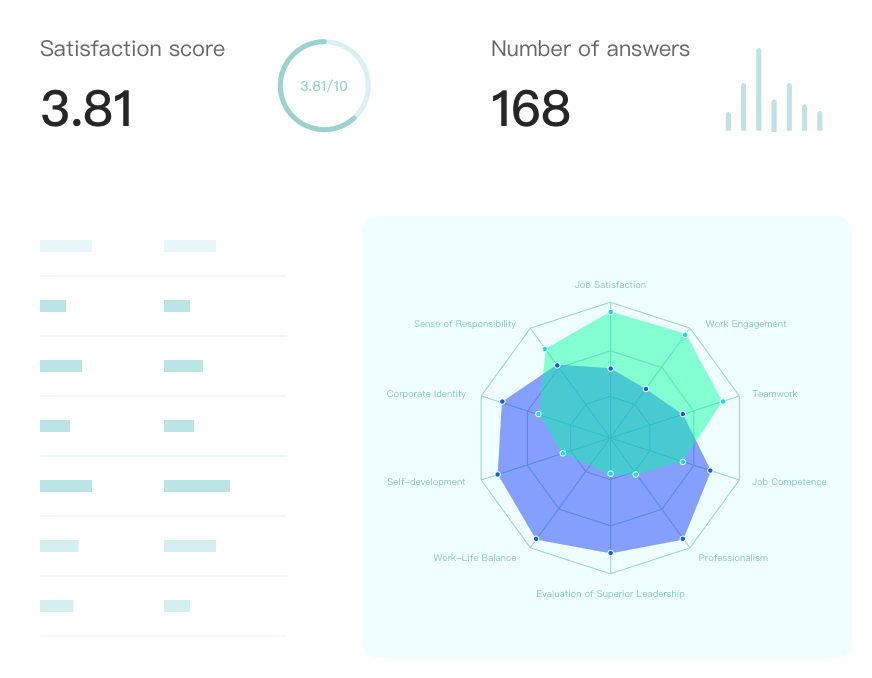 Satisfaction score
3.81
3.81/10
Number of answers
168
Job Satisfaction
Sense of Responsibility
Work Engagement
Corporate Identity
Teamwork
Self-development
Job Competence
Work-Life Balance
Professionalism
Evaluation of Superior Leadership